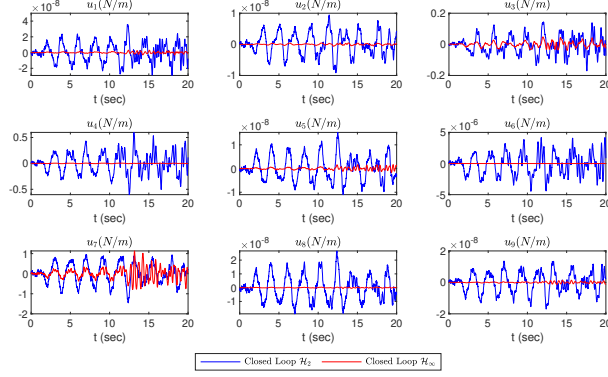 ×10⁻⁸ u₁(N/m) ×10⁻⁸ u₂(N/m) u₃(N/m)
4 1 0.2
2
0 0 0
-2
-1 -0.2
0 5 10 15 20 0 5 10 15 20 0 5 10 15 20
t (sec) t (sec) t (sec)
u₄(N/m) ×10⁻⁸ u₅(N/m) ×10⁻⁶ u₆(N/m)
0.5 1 5
0 0 0
-0.5 -1 -5
0 5 10 15 20 0 5 10 15 20 0 5 10 15 20
t (sec) t (sec) t (sec)
u₇(N/m) ×10⁻⁸ u₈(N/m) ×10⁻⁸ u₉(N/m)
1 2 2
0 0 0
-1
-2 -2
0 5 10 15 20 0 5 10 15 20 0 5 10 15 20
t (sec) t (sec) t (sec)
Closed Loop ℋ₂ Closed Loop ℋ∞